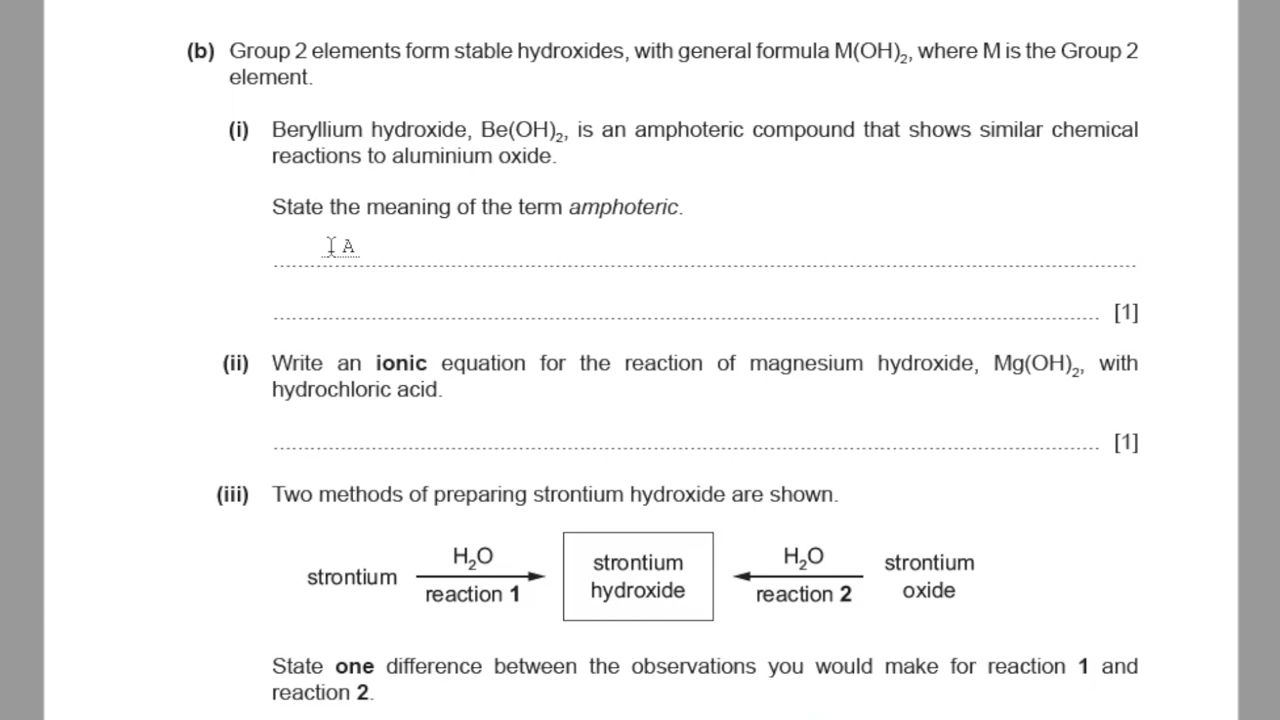 (b) Group 2 elements form stable hydroxides, with general formula M(OH)₂, where M is the Group 2
element.
(i) Beryllium hydroxide, Be(OH)₂, is an amphoteric compound that shows similar chemical
reactions to aluminium oxide.
State the meaning of the term amphoteric.
A
[1]
(ii) Write an ionic equation for the reaction of magnesium hydroxide, Mg(OH)₂, with
hydrochloric acid.
[1]
(iii) Two methods of preparing strontium hydroxide are shown.
strontium H₂O reaction 1 strontium hydroxide H₂O reaction 2 strontium oxide
State one difference between the observations you would make for reaction 1 and
reaction 2.